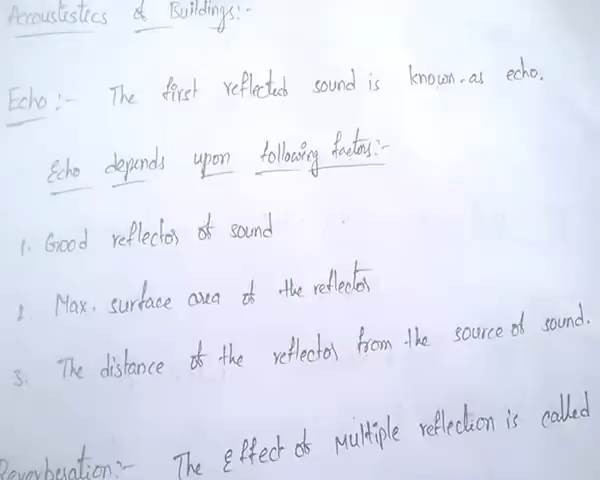 Acroustistics of Buildings:-
Echo:- The first reflected sound is known as echo.
Echo depends upon following factors:-
1. Good reflector of sound
2. Max. surface area of the reflector
3. The distance of the reflector from the source of sound.
Reverberation:- The effect of multiple reflection is called